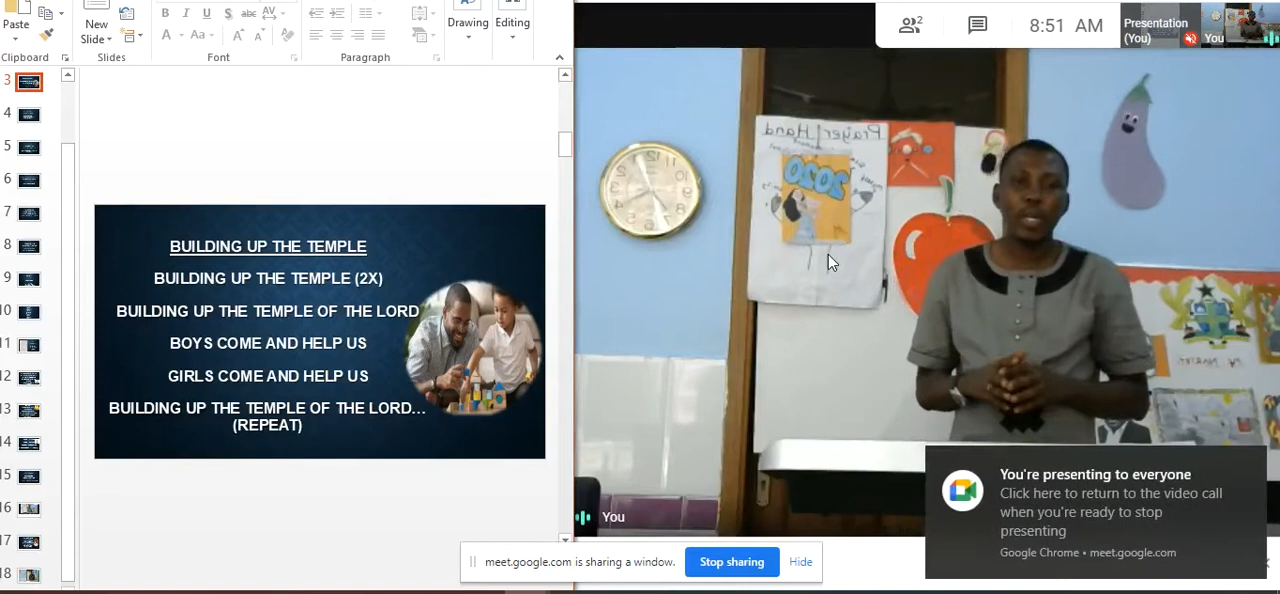 Paste
New
Slide
Clipboard
Slides
B I U S abc AV
A Aa A A
Font
Paragraph
Drawing
Editing
3
4
5
6
7
8
9
10
11
12
13
14
15
16
17
18
BUILDING UP THE TEMPLE
BUILDING UP THE TEMPLE (2X)
BUILDING UP THE TEMPLE OF THE LORD
BOYS COME AND HELP US
GIRLS COME AND HELP US
BUILDING UP THE TEMPLE OF THE LORD...
(REPEAT)
2
8:51 AM
Presentation
(You)
You
Prayer Hand
2020
You
You're presenting to everyone
Click here to return to the video call
when you're ready to stop
presenting
Google Chrome • meet.google.com
meet.google.com is sharing a window.
Stop sharing
Hide